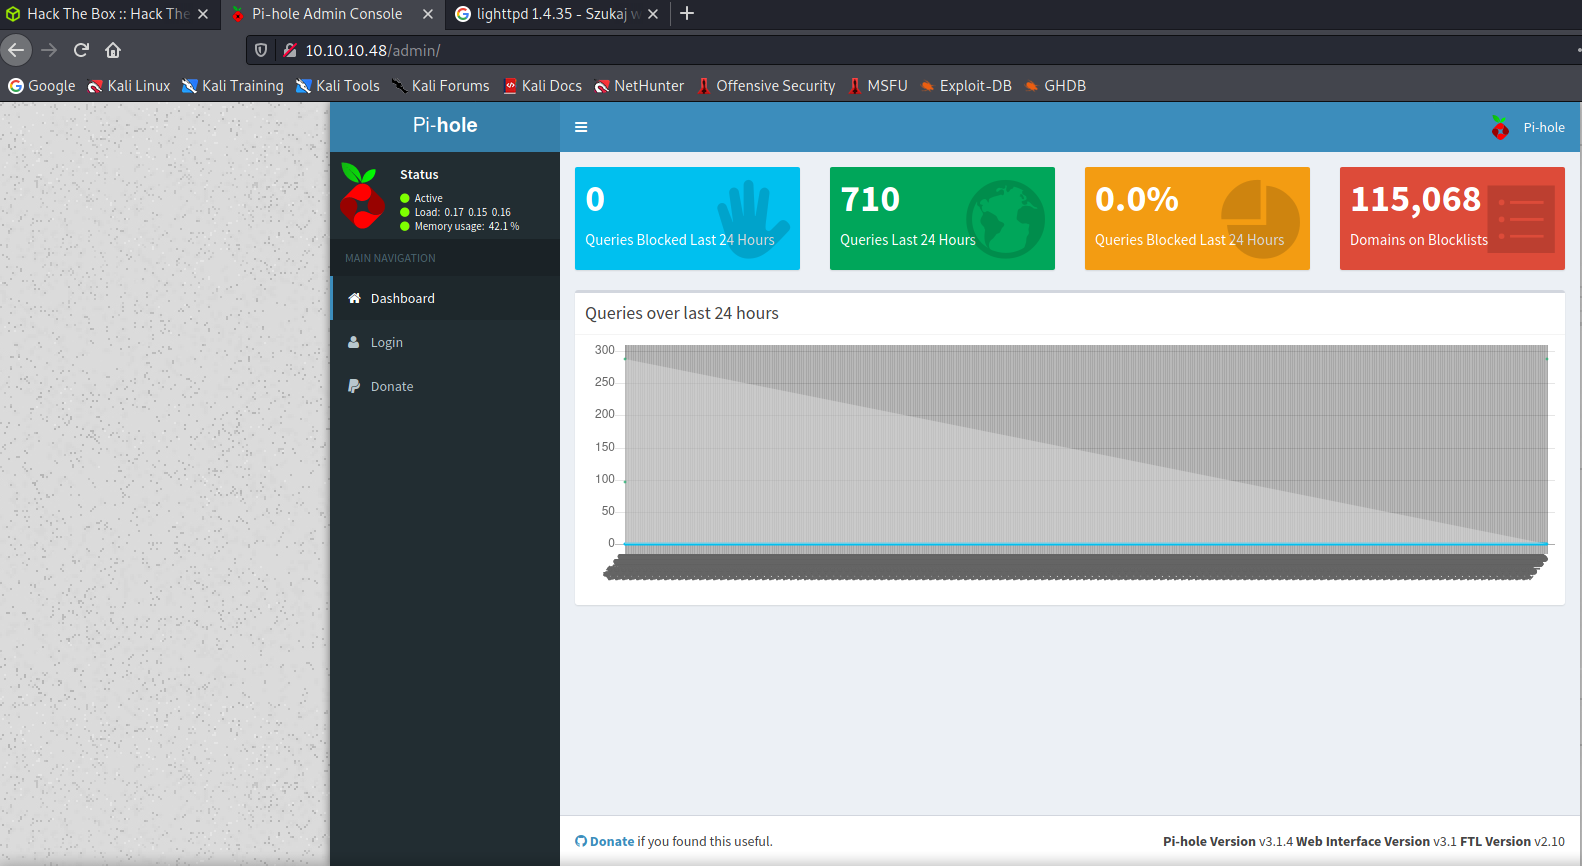 Hack The Box :: Hack The
Pi-hole Admin Console
lighttpd 1.4.35 - Szukaj w
10.10.10.48/admin/
Google
Kali Linux
Kali Training
Kali Tools
Kali Forums
Kali Docs
NetHunter
Offensive Security
MSFU
Exploit-DB
GHDB
Pi-hole
Pi-hole
Status
Active
Load: 0.17 0.15 0.16
Memory usage: 42.1 %
MAIN NAVIGATION
Dashboard
Login
Donate
0
Queries Blocked Last 24 Hours
710
Queries Last 24 Hours
0.0%
Queries Blocked Last 24 Hours
115,068
Domains on Blocklists
Queries over last 24 hours
300
250
200
150
100
50
0
Donate if you found this useful.
Pi-hole Version v3.1.4 Web Interface Version v3.1 FTL Version v2.10